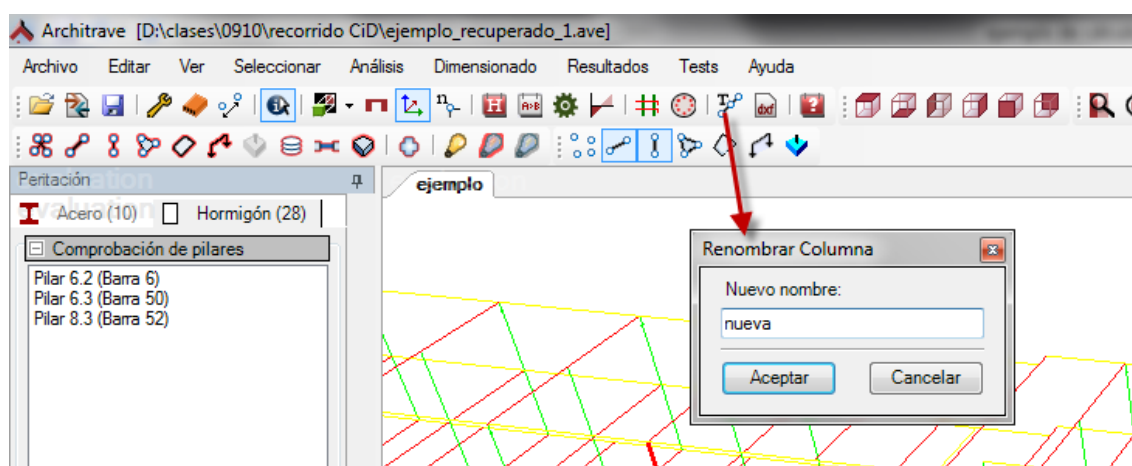 Architrave [D:\clases\0910\recorrido CiD\ejemplo_recuperado_1.ave]
Archivo Editar Ver Seleccionar Análisis Dimensionado Resultados Tests Ayuda
dxf
Peritación
ejemplo
Acero (10) Hormigón (28)
Comprobación de pilares
Pilar 6.2 (Barra 6)
Pilar 6.3 (Barra 50)
Pilar 8.3 (Barra 52)
Renombrar Columna
Nuevo nombre:
nueva
Aceptar Cancelar